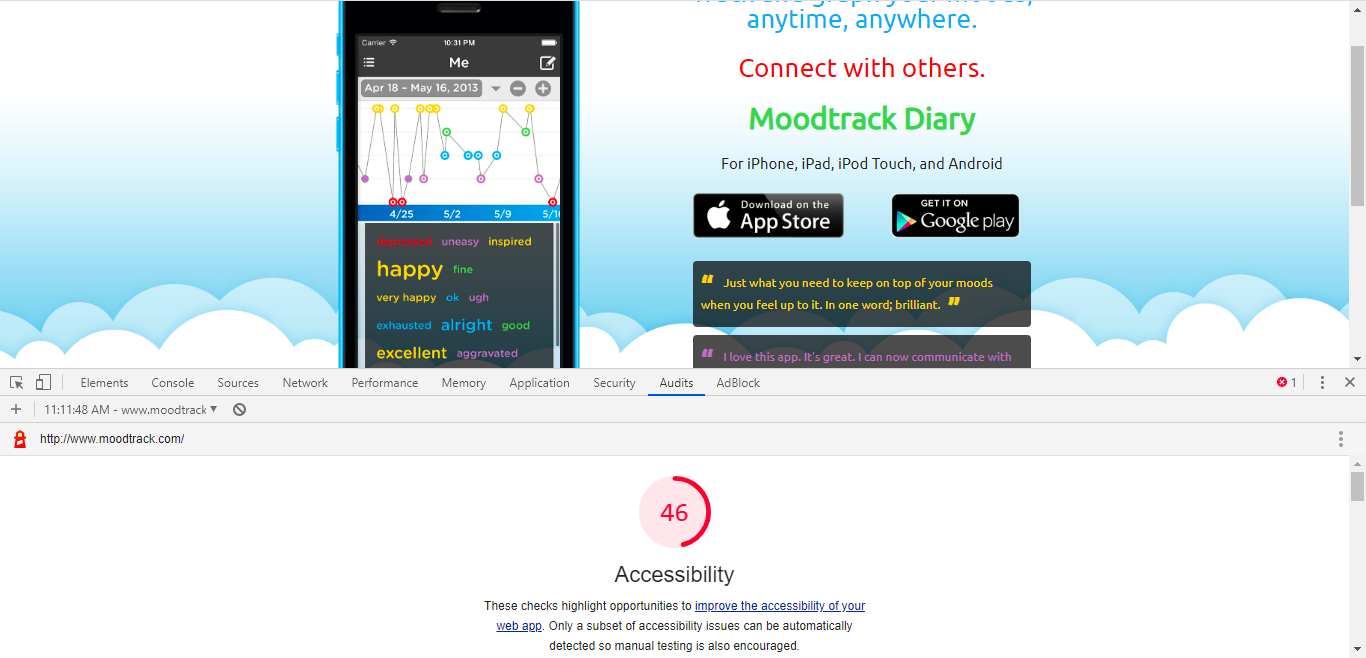 anytime, anywhere.
Connect with others.
Moodtrack Diary
For iPhone, iPad, iPod Touch, and Android
Download on the
App Store
GET IT ON
Google play
“ Just what you need to keep on top of your moods
when you feel up to it. In one word; brilliant. ”
“ I love this app. It's great. I can now communicate with
Carrier 10:31 PM
Me
Apr 18 – May 16, 2013
4/25 5/2 5/9
depressed uneasy inspired
happy fine
very happy ok ugh
exhausted alright good
excellent aggravated
Elements Console Sources Network Performance Memory Application Security Audits AdBlock 1
11:11:48 AM - www.moodtrack
http://www.moodtrack.com/
46
Accessibility
These checks highlight opportunities to improve the accessibility of your
web app. Only a subset of accessibility issues can be automatically
detected so manual testing is also encouraged.